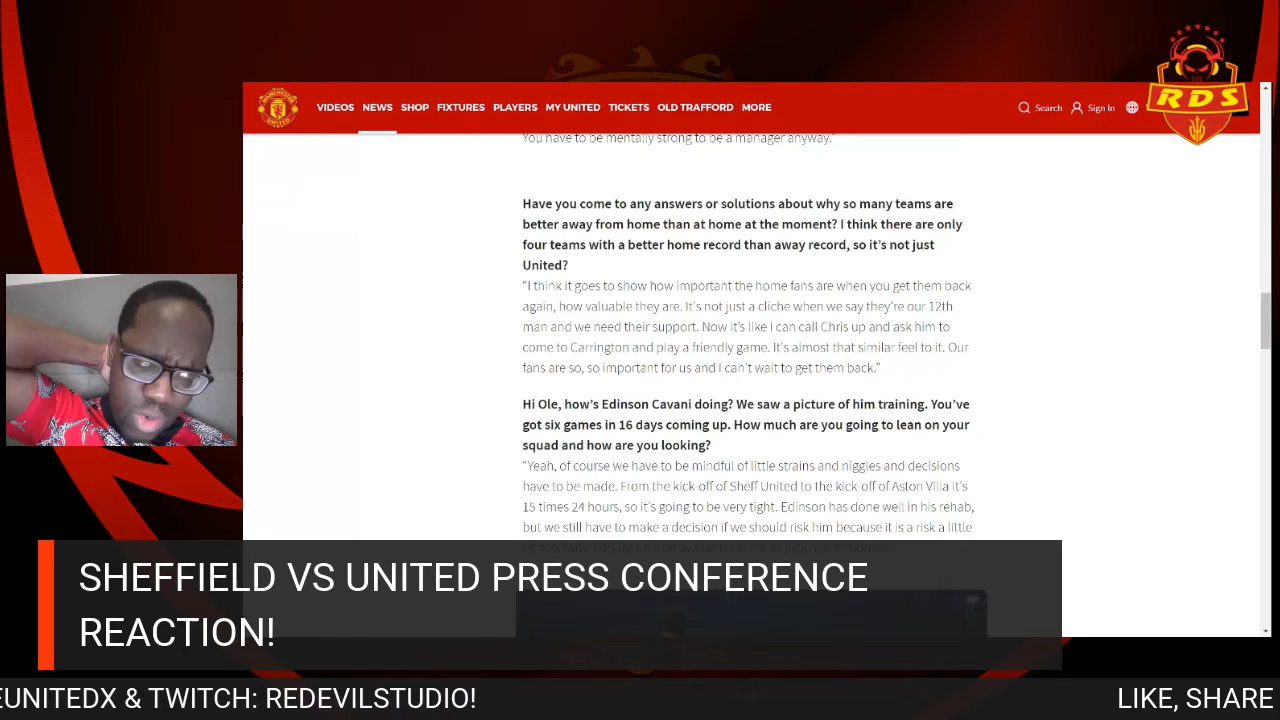 RDS
MANCHESTER
UNITED
VIDEOS NEWS SHOP FIXTURES PLAYERS MY UNITED TICKETS OLD TRAFFORD MORE
Search Sign In
You have to be mentally strong to be a manager anyway."
Have you come to any answers or solutions about why so many teams are
better away from home than at home at the moment? I think there are only
four teams with a better home record than away record, so it's not just
United?
"I think it goes to show how important the home fans are when you get them back
again, how valuable they are. It's not just a cliche when we say they're our 12th
man and we need their support. Now it's like I can call Chris up and ask him to
come to Carrington and play a friendly game. It's almost that similar feel to it. Our
fans are so, so important for us and I can't wait to get them back."
Hi Ole, how's Edinson Cavani doing? We saw a picture of him training. You've
got six games in 16 days coming up. How much are you going to lean on your
squad and how are you looking?
"Yeah, of course we have to be mindful of little strains and niggles and decisions
have to be made. From the kick-off of Sheff United to the kick-off of Aston Villa it's
15 times 24 hours, so it's going to be very tight. Edinson has done well in his rehab,
but we still have to make a decision if we should risk him because it is a risk a little
SHEFFIELD VS UNITED PRESS CONFERENCE
REACTION!
EUNITEDX & TWITCH: REDEVILSTUDIO! LIKE, SHARE